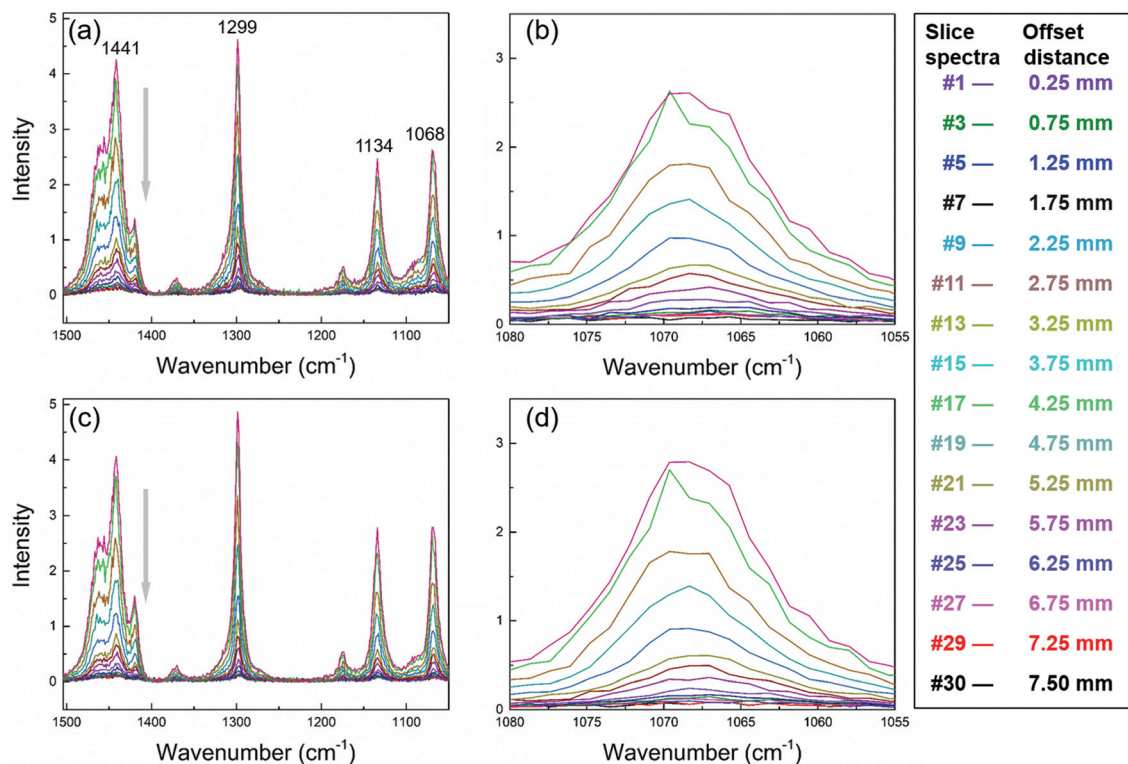 (a)
1441
1299
1134
1068
5
4
3
2
1
0
Intensity
1500
1400
1300
1200
1100
Wavenumber (cm⁻¹)
(b)
3
2
1
0
1080
1075
1070
1065
1060
1055
Wavenumber (cm⁻¹)
(c)
5
4
3
2
1
0
Intensity
1500
1400
1300
1200
1100
Wavenumber (cm⁻¹)
(d)
3
2
1
0
1080
1075
1070
1065
1060
1055
Wavenumber (cm⁻¹)
Slice Offset
spectra distance
#1 — 0.25 mm
#3 — 0.75 mm
#5 — 1.25 mm
#7 — 1.75 mm
#9 — 2.25 mm
#11 — 2.75 mm
#13 — 3.25 mm
#15 — 3.75 mm
#17 — 4.25 mm
#19 — 4.75 mm
#21 — 5.25 mm
#23 — 5.75 mm
#25 — 6.25 mm
#27 — 6.75 mm
#29 — 7.25 mm
#30 — 7.50 mm